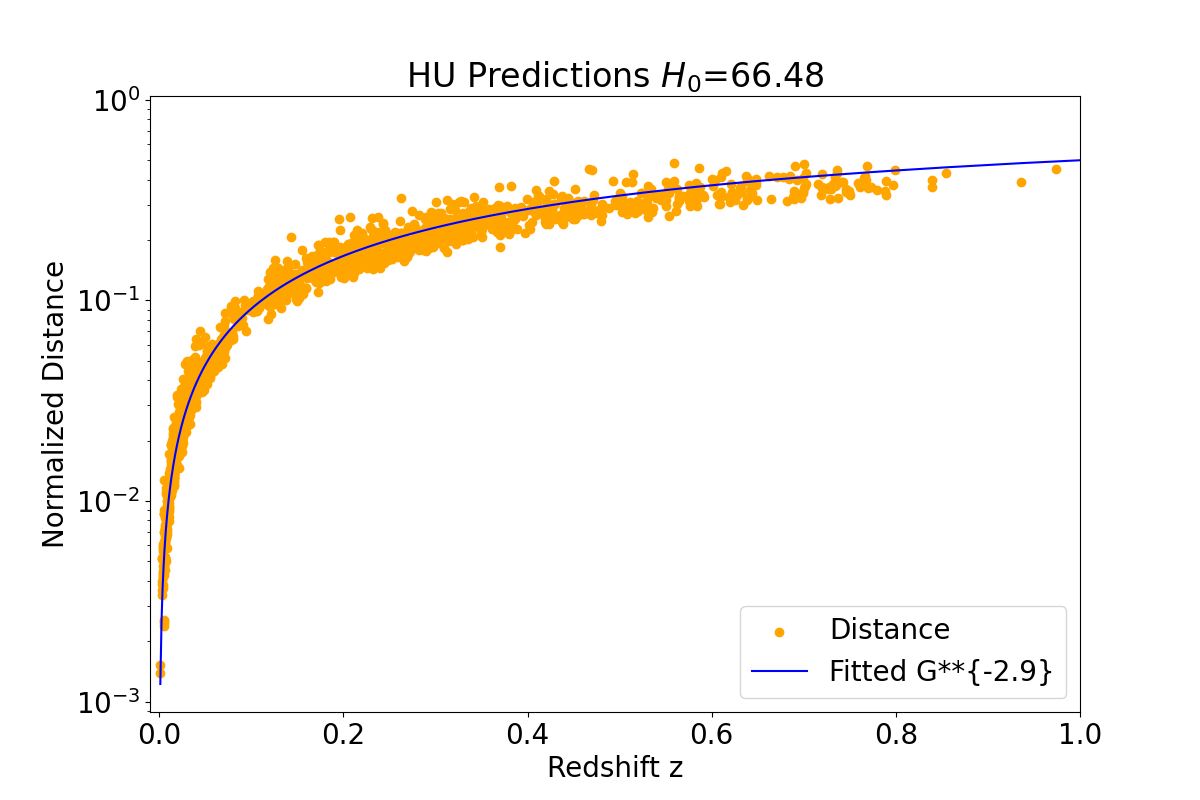 HU Predictions $H_0$=66.48
10^0
10^{-1}
10^{-2}
10^{-3}
Normalized Distance
Distance
Fitted G**{-2.9}
0.0 0.2 0.4 0.6 0.8 1.0
Redshift z